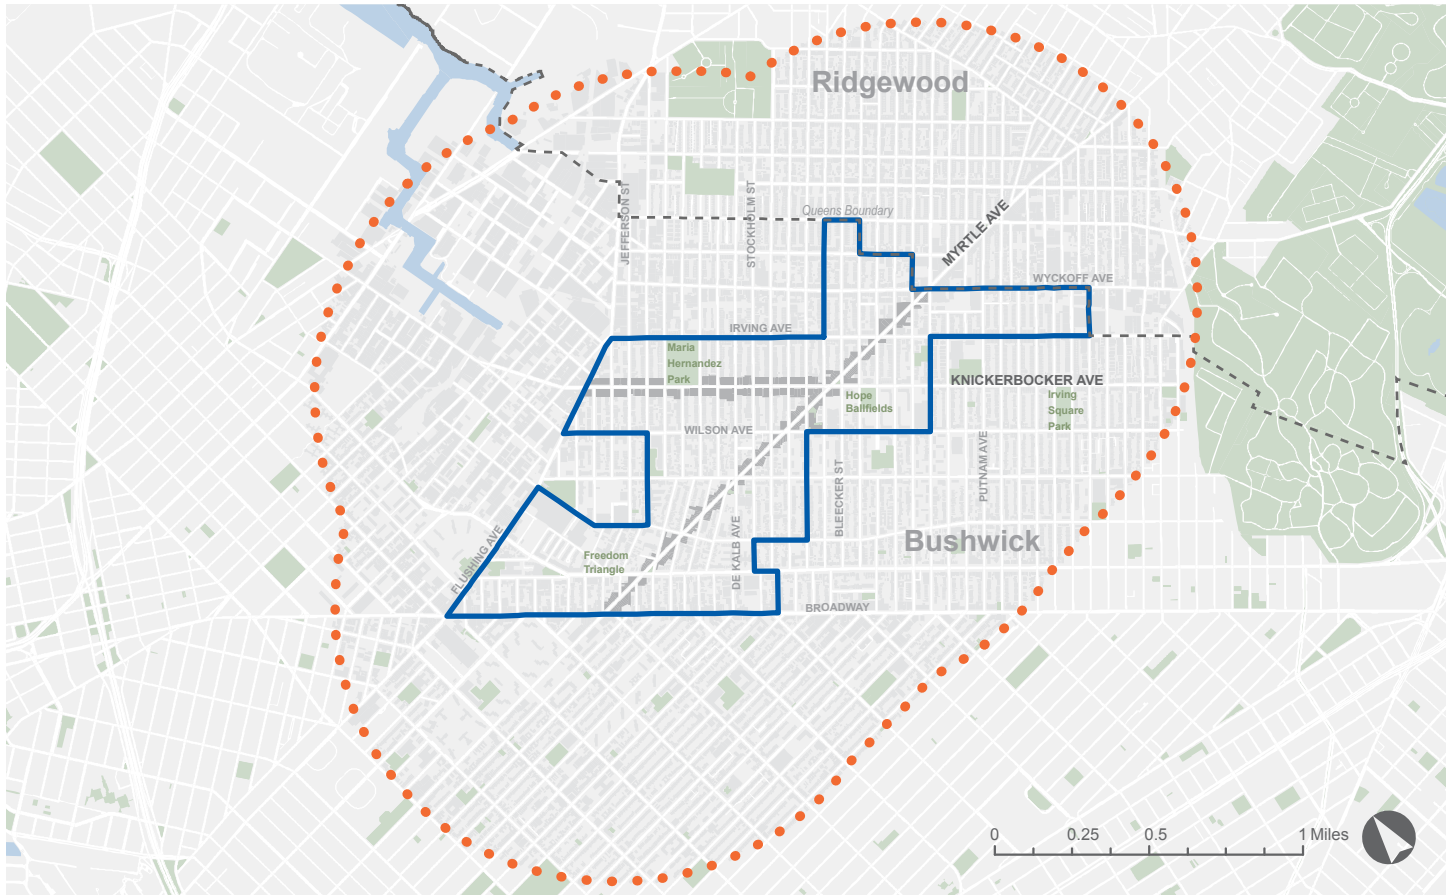 Ridgewood
JEFFERSON ST
STOCKHOLM ST
Queens Boundary
MYRTLE AVE
WYCKOFF AVE
IRVING AVE
Maria
Hernandez
Park
KNICKERBOCKER AVE
Hope
Ballfields
Irving
Square
Park
WILSON AVE
BLEECKER ST
PUTNAM AVE
FLUSHING AVE
DE KALB AVE
Bushwick
Freedom
Triangle
BROADWAY
0 0.25 0.5 1 Miles